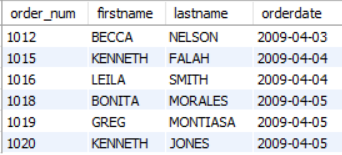 order_num firstname lastname orderdate
1012 BECCA NELSON 2009-04-03
1015 KENNETH FALAH 2009-04-04
1016 LEILA SMITH 2009-04-04
1018 BONITA MORALES 2009-04-05
1019 GREG MONTIASA 2009-04-05
1020 KENNETH JONES 2009-04-05